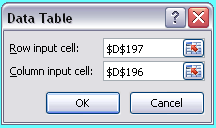 Data Table
Row input cell: $D$197
Column input cell: $D$196
OK Cancel